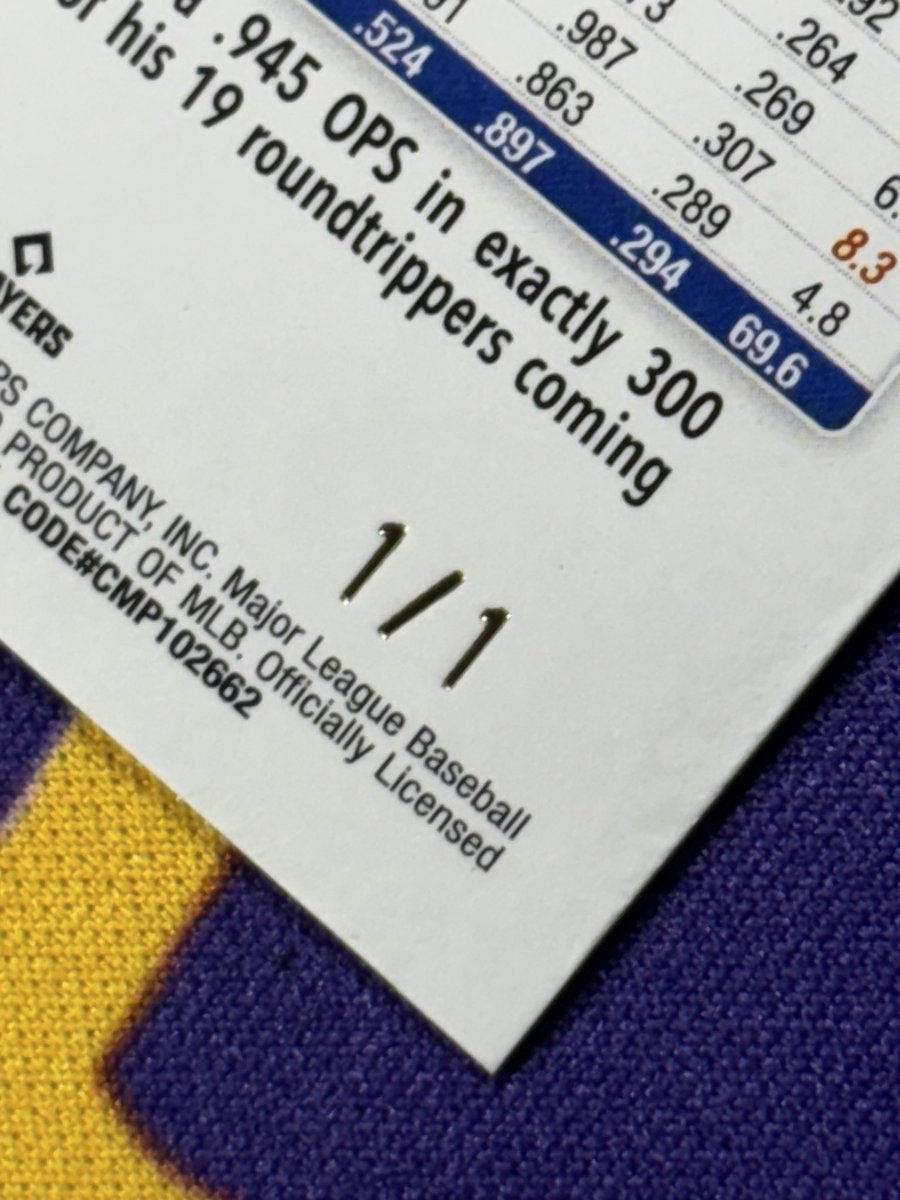 .264
.269
.987 .307 8.3
.863 .289 4.8
.524 .897 .294 69.6
.945 OPS in exactly 300
of his 19 roundtrippers coming
1/1
YERS
PS COMPANY, INC. Major League Baseball
PRODUCT OF MLB. Officially Licensed
CODE#CMP102662